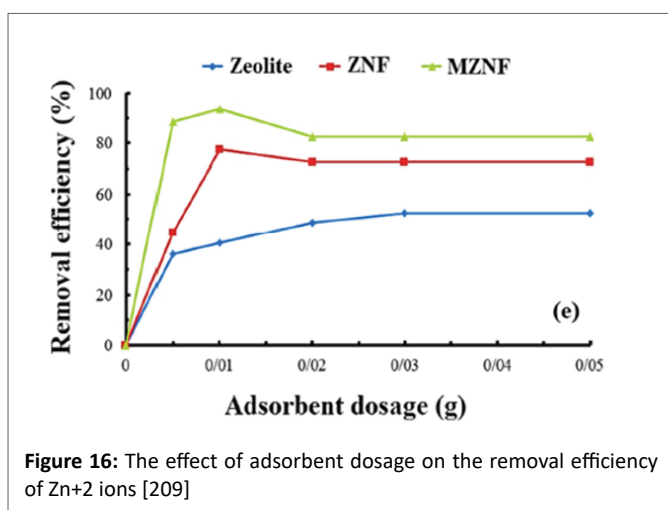 Zeolite ZNF MZNF
Removal efficiency (%)
100
80
60
40
20
0
(e)
0 0/01 0/02 0/03 0/04 0/05
Adsorbent dosage (g)
Figure 16: The effect of adsorbent dosage on the removal efficiency
of Zn+2 ions [209]